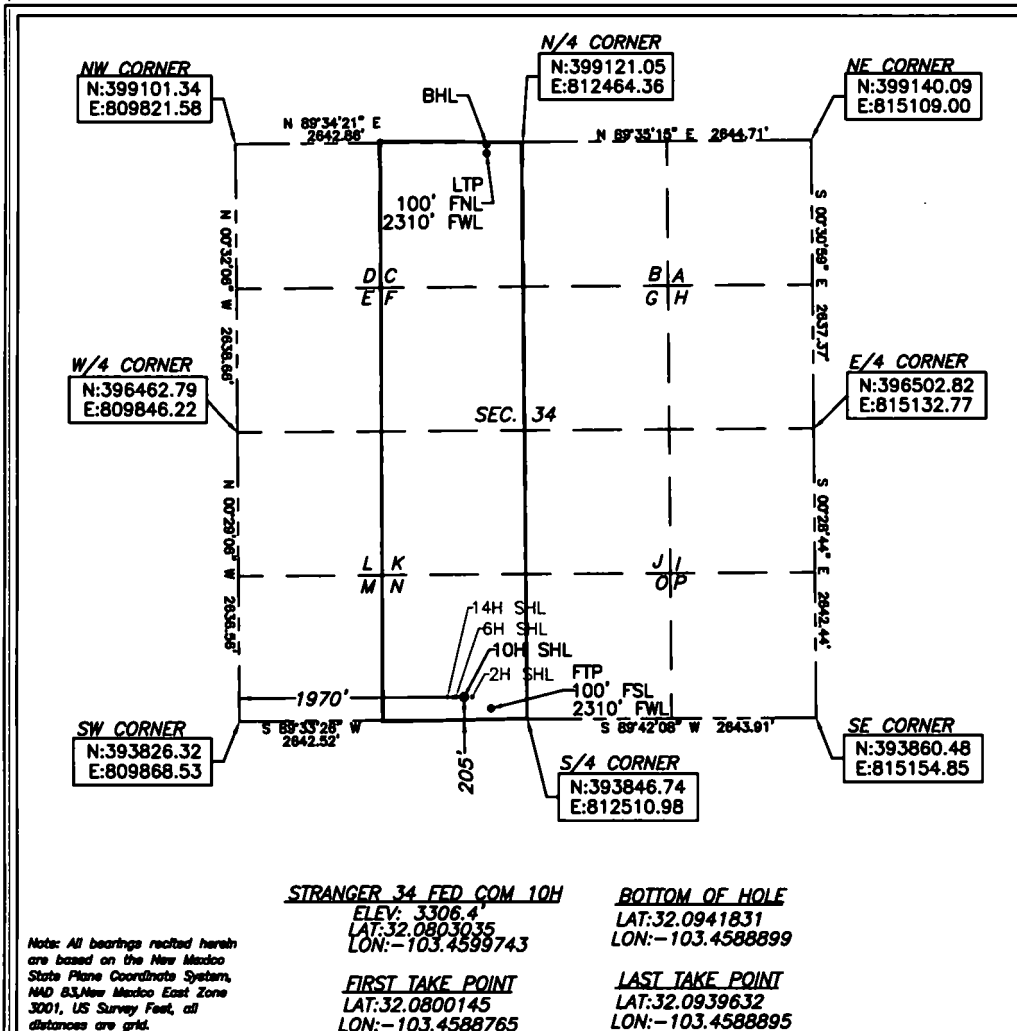 N/4 CORNER
N:399121.05
E:812464.36
NW CORNER
N:399101.34
E:809821.58
NE CORNER
N:399140.09
E:815109.00
BHL
N 89°34'21" E
2642.86'
N 89°35'15" E 2644.71'
LTP
100' FNL
2310' FWL
N 00°32'06" W 2638.66'
S 00°30'59" E 2637.37'
D C
E F
B A
G H
W/4 CORNER
N:396462.79
E:809846.22
E/4 CORNER
N:396502.82
E:815132.77
SEC. 34
N 00°29'06" W 2636.56'
S 00°28'44" E 2642.44'
L K
M N
J I
O P
14H SHL
6H SHL
10H SHL
2H SHL
FTP
100' FSL
2310' FWL
1970'
205'
S 89°33'26" W
2642.52'
S 89°42'08" W 2643.91'
SW CORNER
N:393826.32
E:809868.53
S/4 CORNER
N:393846.74
E:812510.98
SE CORNER
N:393860.48
E:815154.85
STRANGER 34 FED COM 10H
ELEV: 3306.4'
LAT:32.0803035
LON:-103.4599743
BOTTOM OF HOLE
LAT:32.0941831
LON:-103.4588899
FIRST TAKE POINT
LAT:32.0800145
LON:-103.4588765
LAST TAKE POINT
LAT:32.0939632
LON:-103.4588895
Note: All bearings recited herein
are based on the New Mexico
State Plane Coordinate System,
NAD 83,New Mexico East Zone
3001, US Survey Feet, all
distances are grid.